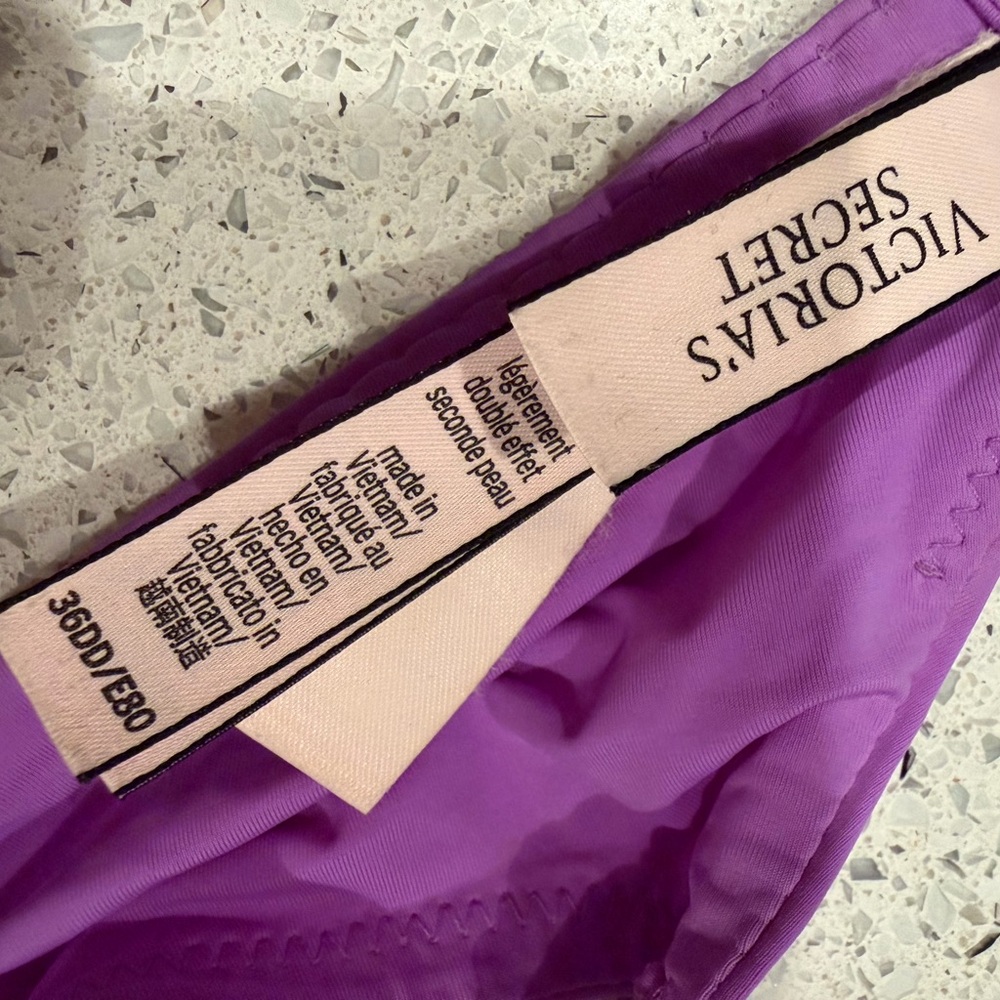 VICTORIA'S
SECRET
légèrement
doublé effet
seconde peau
made in
Vietnam/
fabriqué au
Vietnam/
hecho en
Vietnam/
fabbricato in
Vietnam/
越南制造
36DD/E80